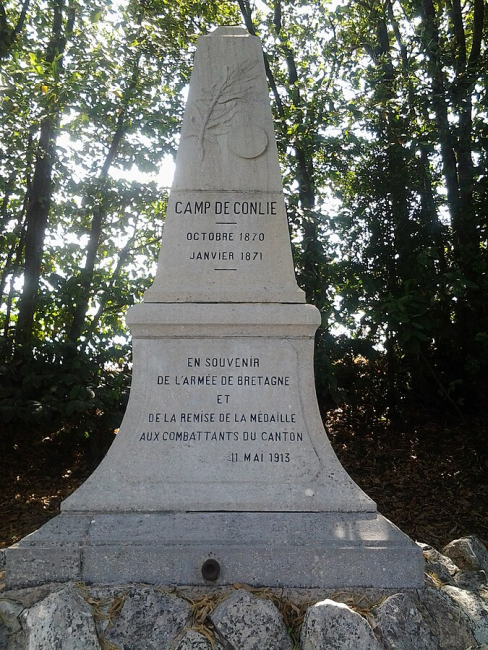 CAMP DE CONLIE
OCTOBRE 1870
JANVIER 1871
EN SOUVENIR
DE L'ARMÉE DE BRETAGNE
ET
DE LA REMISE DE LA MÉDAILLE
AUX COMBATTANTS DU CANTON
11 MAI 1913